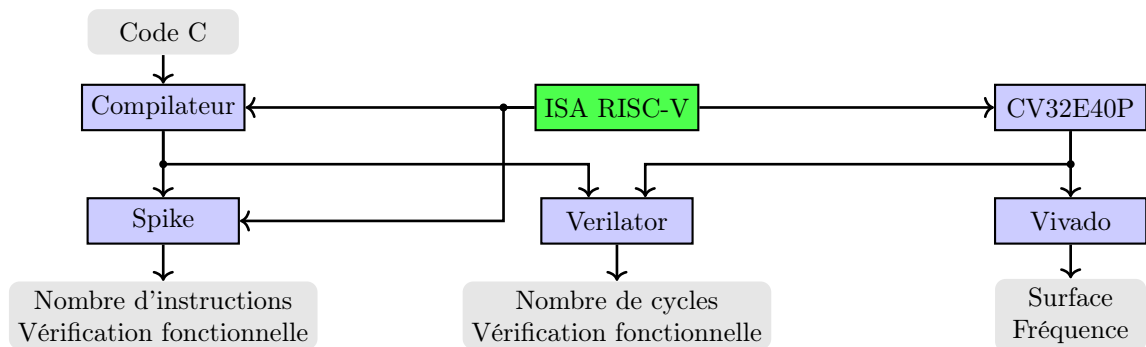 Code C
Compilateur
ISA RISC-V
CV32E40P
Spike
Verilator
Vivado
Nombre d'instructions
Vérification fonctionnelle
Nombre de cycles
Vérification fonctionnelle
Surface
Fréquence